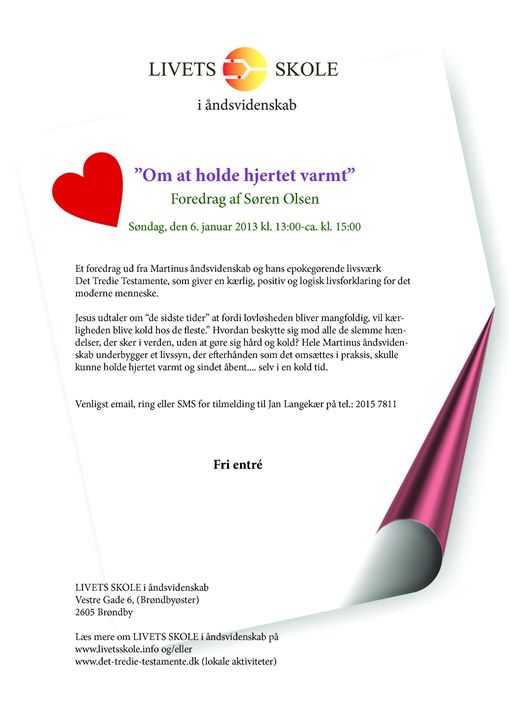 LIVETS SKOLE
i åndsvidenskab
”Om at holde hjertet varmt”
Foredrag af Søren Olsen
Søndag, den 6. januar 2013 kl. 13:00-ca. kl. 15:00
Et foredrag ud fra Martinus åndsvidenskab og hans epokegørende livsværk
Det Tredie Testamente, som giver en kærlig, positiv og logisk livsforklaring for det
moderne menneske.
Jesus udtaler om “de sidste tider” at fordi lovløsheden bliver mangfoldig, vil kær-
ligheden blive kold hos de fleste.” Hvordan beskytte sig mod alle de slemme hæn-
delser, der sker i verden, uden at gøre sig hård og kold? Hele Martinus åndsviden-
skab underbygger et livssyn, der efterhånden som det omsættes i praksis, skulle
kunne holde hjertet varmt og sindet åbent.... selv i en kold tid.
Venligst email, ring eller SMS for tilmelding til Jan Langekær på tel.: 2015 7811
Fri entré
LIVETS SKOLE i åndsvidenskab
Vestre Gade 6, (Brøndbyøster)
2605 Brøndby
Læs mere om LIVETS SKOLE i åndsvidenskab på
www.livetsskole.info og/eller
www.det-tredie-testamente.dk (lokale aktiviteter)